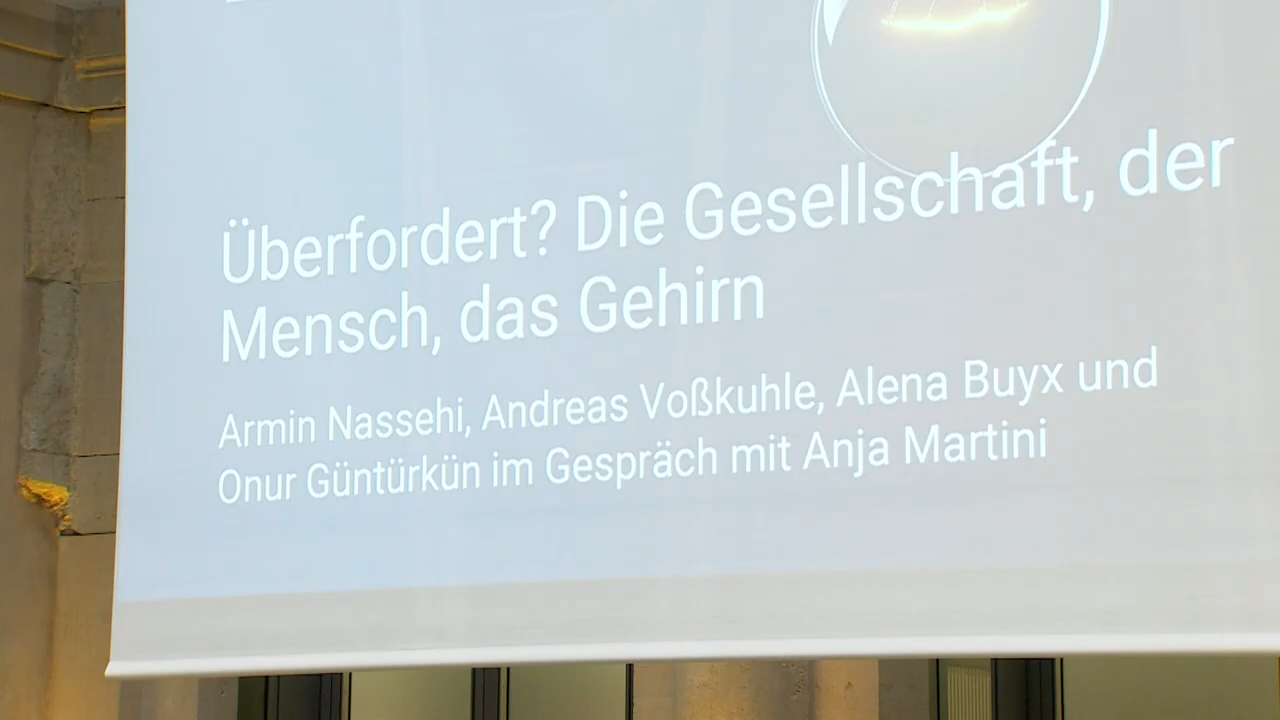 Überfordert? Die Gesellschaft, der
Mensch, das Gehirn
Armin Nassehi, Andreas Voßkuhle, Alena Buyx und
Onur Güntürkün im Gespräch mit Anja Martini